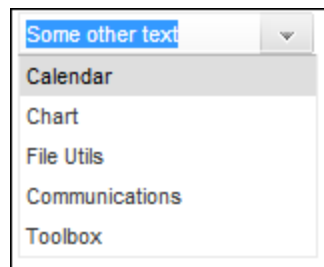 Some other text
Calendar
Chart
File Utils
Communications
Toolbox